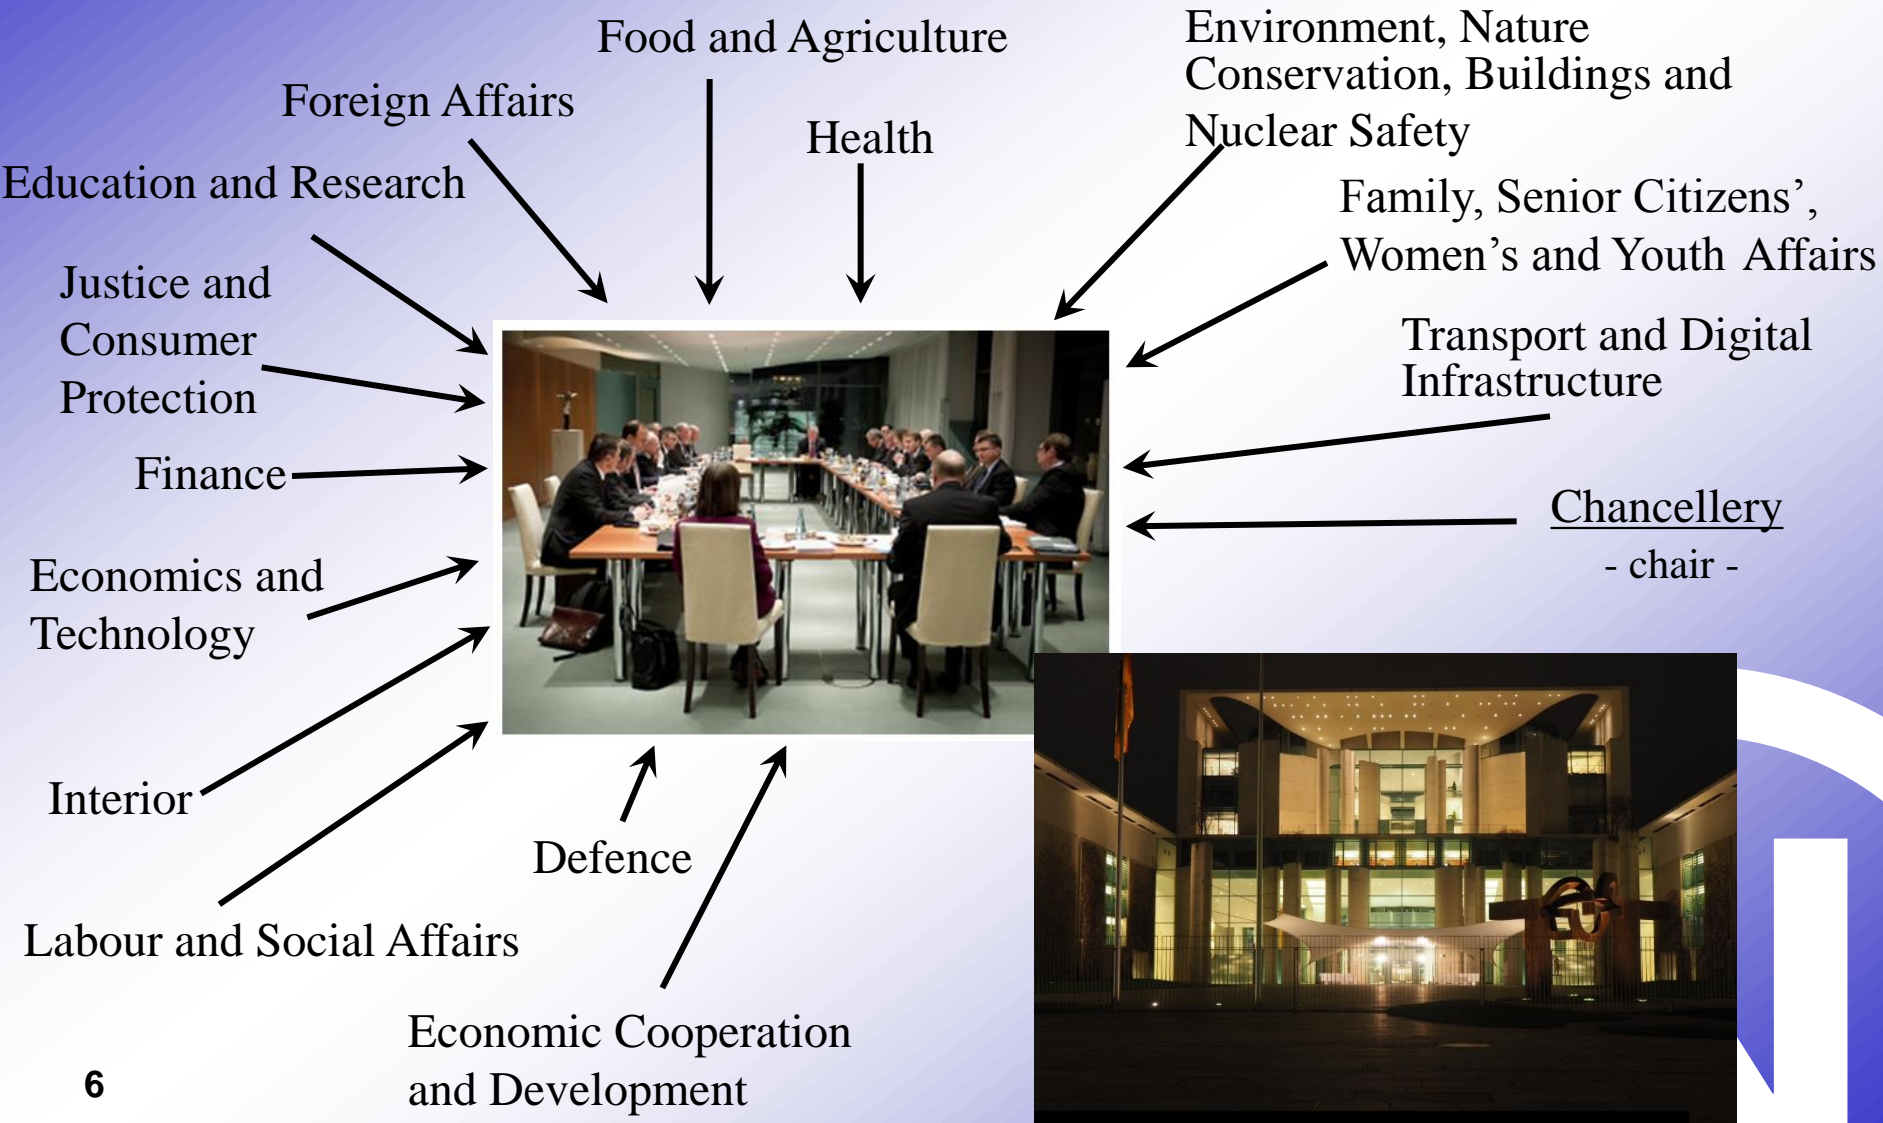 Food and Agriculture
Environment, Nature
Conservation, Buildings and
Nuclear Safety
Foreign Affairs
Health
Education and Research
Family, Senior Citizens’,
Women’s and Youth Affairs
Justice and
Consumer
Protection
Transport and Digital
Infrastructure
Finance
Chancellery
- chair -
Economics and
Technology
Interior
Defence
Labour and Social Affairs
Economic Cooperation
and Development
6